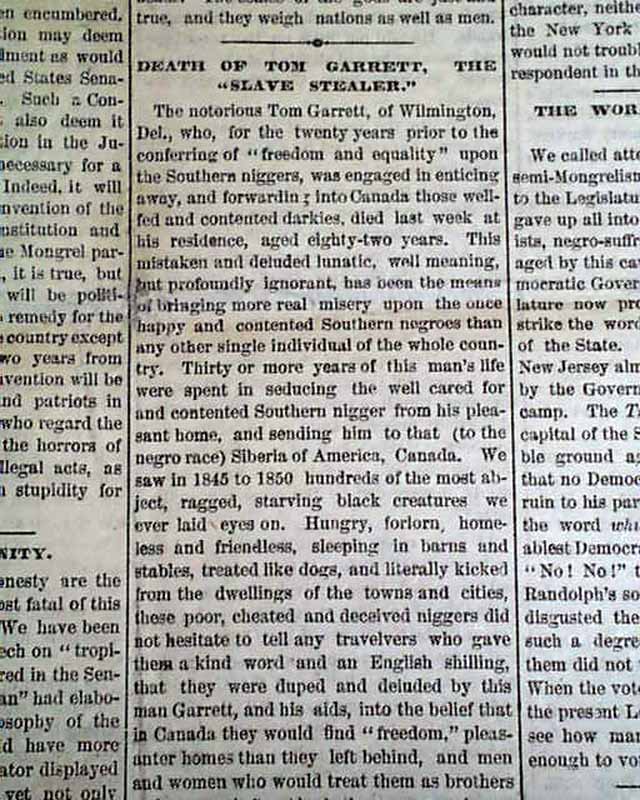 en encumbered.
tion may deem
ment as would
ed States Sena-
. Such a Con-
also deem it
tion in the Ju-
necessary for a
Indeed, it will
nvention of the
nstitution and
he Mongrel par-
, it is true, but
will be politi-
remedy for the
country except
wo years from
nvention will be
nd patriots in
who regard the
the horrors of
llegal acts, as
stupidity for
NITY.
onesty are the
ost fatal of this
We have been
ech on "tropi-
red in the Sen-
an" had elabo-
osophy of the
d have more
ator displayed
yet not only
true, and they weigh nations as well as men.
DEATH OF TOM GARRETT, THE
"SLAVE STEALER."
The notorious Tom Garrett, of Wilmington,
Del., who, for the twenty years prior to the
conferring of "freedom and equality" upon
the Southern niggers, was engaged in enticing
away, and forwarding into Canada those well-
fed and contented darkies, died last week at
his residence, aged eighty-two years. This
mistaken and deluded lunatic, well meaning,
but profoundly ignorant, has been the means
of bringing more real misery upon the once
happy and contented Southern negroes than
any other single individual of the whole coun-
try. Thirty or more years of this man's life
were spent in seducing the well cared for
and contented Southern nigger from his plea-
sant home, and sending him to that (to the
negro race) Siberia of America, Canada. We
saw in 1845 to 1850 hundreds of the most ab-
ject, ragged, starving black creatures we
ever laid eyes on. Hungry, forlorn, home-
less and friendless, sleeping in barns and
stables, treated like dogs, and literally kicked
from the dwellings of the towns and cities,
these poor, cheated and deceived niggers did
not hesitate to tell any travelvers who gave
them a kind word and an English shilling,
that they were duped and deluded by this
man Garrett, and his aids, into the belief that
in Canada they would find "freedom," pleas-
anter homes than they left behind, and men
and women who would treat them as brothers
character, neithe
the New York
would not troubl
respondent in th
THE WOR
We called atte
semi-Mongrelism
to the Legislatu
gave up all into
ists, negro-suffr
aged by this ca
mocratic Gover
lature now pro
strike the word
of the State.
New Jersey alm
by the Govern
camp. The T
capital of the S
ble ground a
that no Democ
ruin to his par
the word whi
ablest Democr
"No! No!" t
Randolph's so
disgusted the
such a degre
them did not
When the vot
the present L
see how man
enough to vo